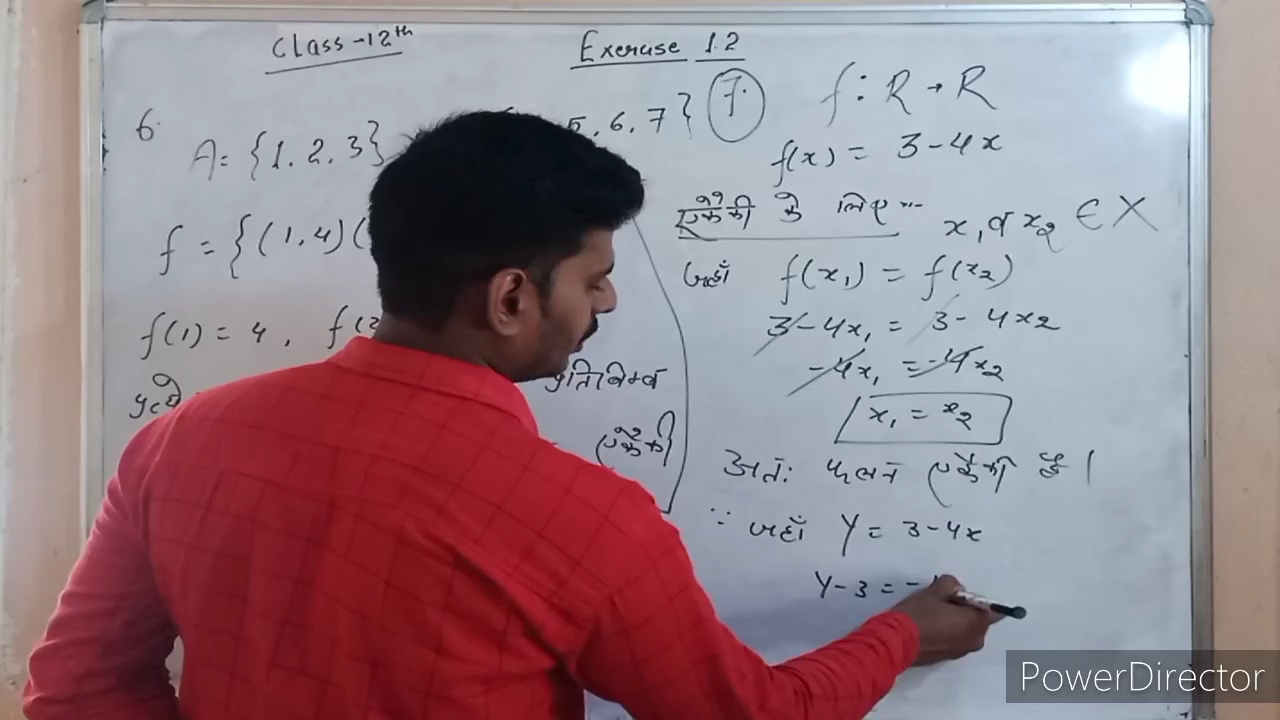 Class-12th
Exercise 1.2
6.
A = {1, 2, 3}
5, 6, 7}
f = {(1,4)(
f(1) = 4, f(2
प्रत्ये
प्रतिबिम्ब
एकैकी
7.
f: R → R
f(x) = 3-4x
एकैकी के लिए
x₁ व x₂ ∈ X
जहाँ f(x₁) = f(x₂)
3-4x₁ = 3-4x₂
-4x₁ = -4x₂
x₁ = x₂
अतः फलन एकैकी है।
∵ जहाँ Y = 3-4x
Y-3 = -
PowerDirector